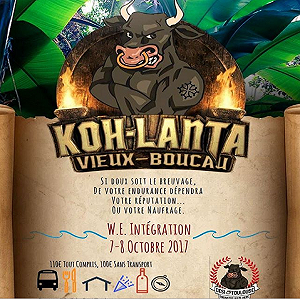 KOH-LANTA
VIEUX-BOUCAU
Si doux soit le breuvage,
De votre endurance dépendra
Votre réputation...
Ou votre Naufrage.
W.E. Intégration
7-8 Octobre 2017
110€ Tout Compris, 100€ Sans Transport